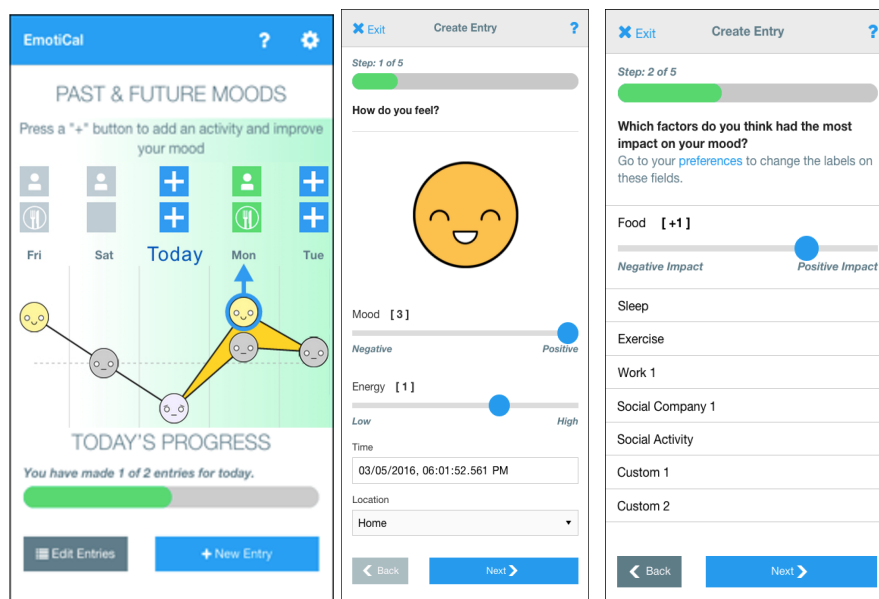 EmotiCal ?
PAST & FUTURE MOODS
Press a "+" button to add an activity and improve
your mood
Fri Sat Today Mon Tue
TODAY'S PROGRESS
You have made 1 of 2 entries for today.
Edit Entries + New Entry
Exit Create Entry ?
Step: 1 of 5
How do you feel?
Mood [ 3 ]
Negative Positive
Energy [ 1 ]
Low High
Time
03/05/2016, 06:01:52.561 PM
Location
Home
Back Next
Exit Create Entry ?
Step: 2 of 5
Which factors do you think had the most
impact on your mood?
Go to your preferences to change the labels on
these fields.
Food [ +1 ]
Negative Impact Positive Impact
Sleep
Exercise
Work 1
Social Company 1
Social Activity
Custom 1
Custom 2
Back Next